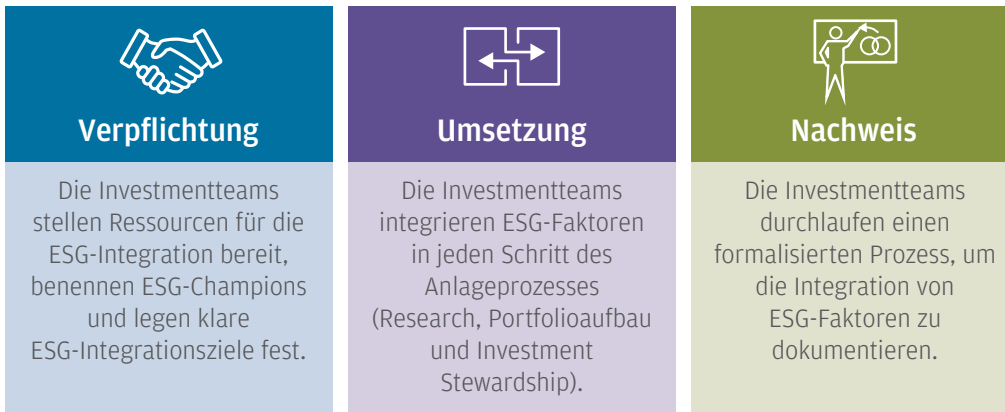 Verpflichtung
Die Investmentteams
stellen Ressourcen für die
ESG-Integration bereit,
benennen ESG-Champions
und legen klare
ESG-Integrationsziele fest.
Umsetzung
Die Investmentteams
integrieren ESG-Faktoren
in jeden Schritt des
Anlageprozesses
(Research, Portfolioaufbau
und Investment
Stewardship).
Nachweis
Die Investmentteams
durchlaufen einen
formalisierten Prozess, um
die Integration von
ESG-Faktoren zu
dokumentieren.